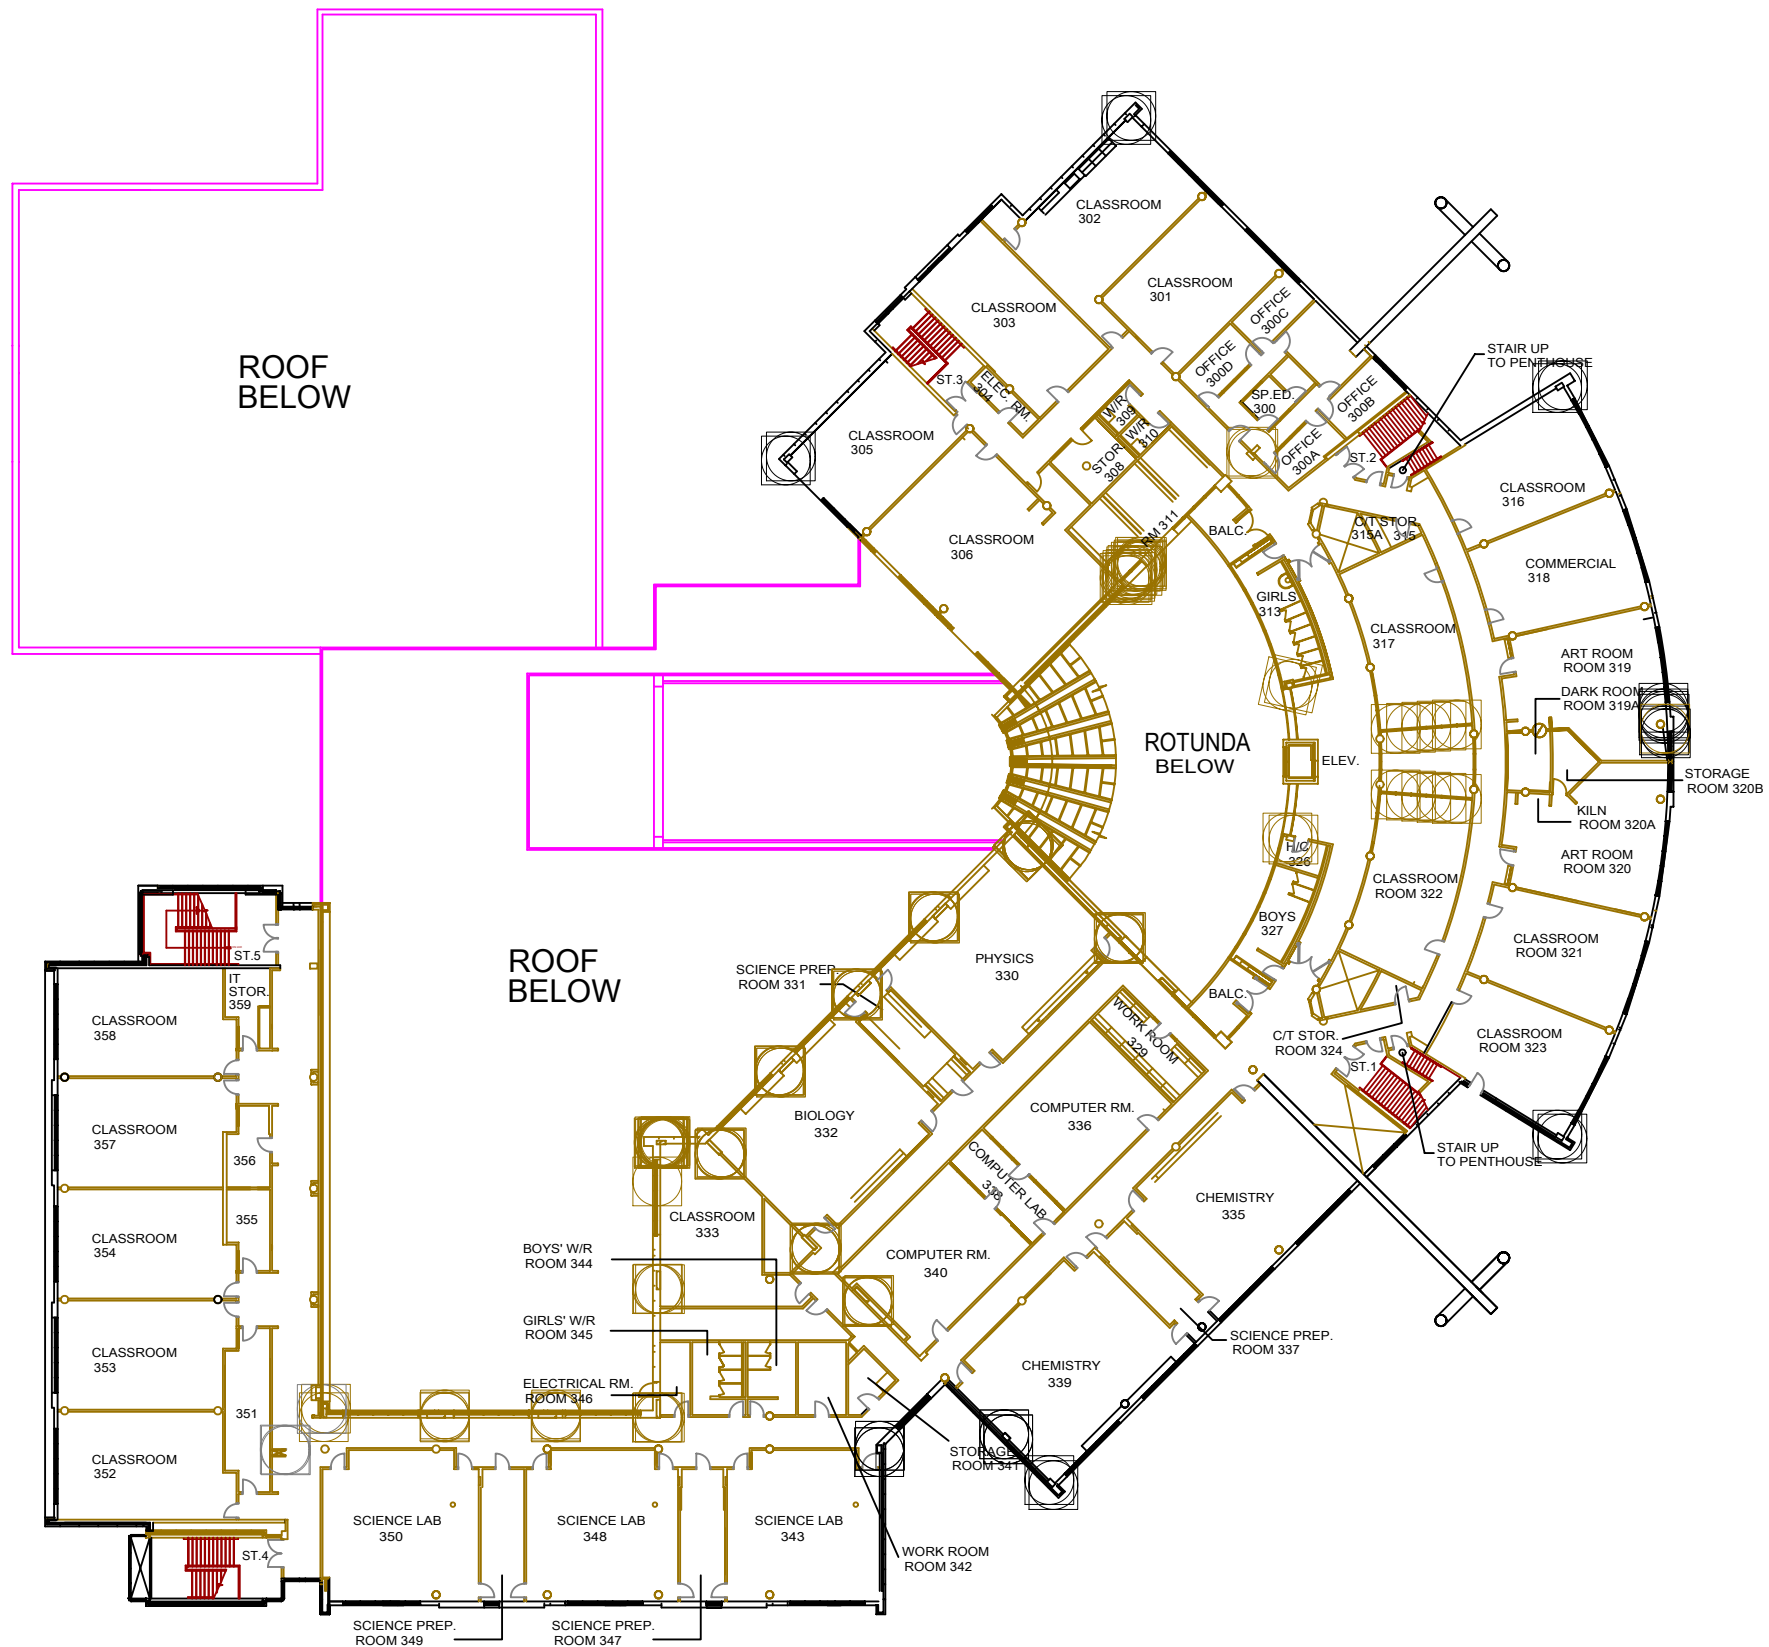 ROOF
BELOW
CLASSROOM
302
CLASSROOM
301
CLASSROOM
303
OFFICE
300C
OFFICE
300D
SP.ED.
300
OFFICE
300B
OFFICE
300A
STAIR UP
TO PENTHOUSE
ST.2
ST.3
ELEC. RM.
304
W/R
309
W/R
310
STOR.
308
CLASSROOM
305
CLASSROOM
306
RM 311
BALC.
C/T STOR.
315A
315
CLASSROOM
316
COMMERCIAL
318
GIRLS
313
CLASSROOM
317
ART ROOM
ROOM 319
DARK ROOM
ROOM 319A
ROTUNDA
BELOW
ELEV.
STORAGE
ROOM 320B
KILN
ROOM 320A
ART ROOM
ROOM 320
H/C
326
CLASSROOM
ROOM 322
BOYS
327
CLASSROOM
ROOM 321
BALC.
C/T STOR.
ROOM 324
CLASSROOM
ROOM 323
ST.1
STAIR UP
TO PENTHOUSE
ROOF
BELOW
PHYSICS
330
SCIENCE PREP.
ROOM 331
WORK ROOM
329
COMPUTER RM.
336
BIOLOGY
332
COMPUTER LAB
338
CHEMISTRY
335
CLASSROOM
333
COMPUTER RM.
340
SCIENCE PREP.
ROOM 337
CHEMISTRY
339
BOYS' W/R
ROOM 344
GIRLS' W/R
ROOM 345
ELECTRICAL RM.
ROOM 346
STORAGE
ROOM 341
WORK ROOM
ROOM 342
ST.5
IT
STOR.
359
CLASSROOM
358
CLASSROOM
357
356
355
CLASSROOM
354
CLASSROOM
353
351
CLASSROOM
352
ST.4
SCIENCE LAB
350
SCIENCE LAB
348
SCIENCE LAB
343
SCIENCE PREP.
ROOM 349
SCIENCE PREP.
ROOM 347